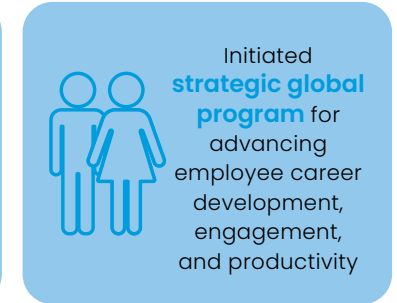 Initiated
strategic global
program for
advancing
employee career
development,
engagement,
and productivity